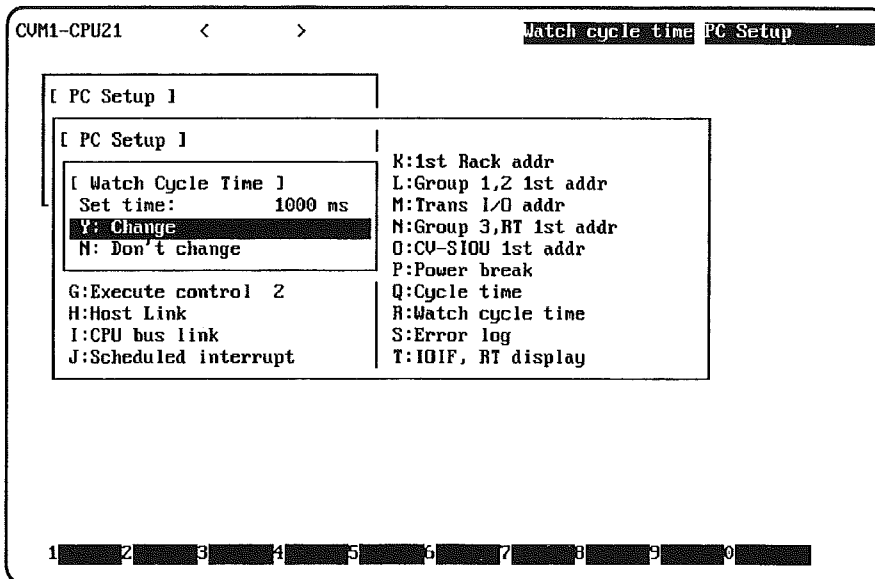 CVM1-CPU21 < > Watch cycle time PC Setup
[ PC Setup ]
[ PC Setup ]
[ Watch Cycle Time ]
Set time: 1000 ms
Y: Change
N: Don't change
G:Execute control 2
H:Host Link
I:CPU bus link
J:Scheduled interrupt
K:1st Rack addr
L:Group 1,2 1st addr
M:Trans I/O addr
N:Group 3,RT 1st addr
O:CV-SIOU 1st addr
P:Power break
Q:Cycle time
R:Watch cycle time
S:Error log
T:IOIF, RT display
1 2 3 4 5 6 7 8 9 0